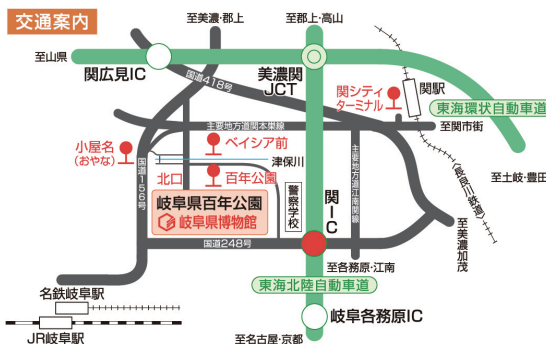 交通案内
至美濃・郡上
至郡上・高山
至山県
関広見IC
国道418号
美濃関
JCT
関シティ
ターミナル
関駅
東海環状自動車道
主要地方道関本巣線
至関市街
小屋名
(おやな)
ベイシア前
津保川
国道156号
北口
百年公園
警察学校
関IC
主要地方道江南関線
〈長良川鉄道〉
至土岐・豊田
岐阜県百年公園
岐阜県博物館
至美濃加茂
国道248号
至各務原・江南
東海北陸自動車道
名鉄岐阜駅
岐阜各務原IC
JR岐阜駅
至名古屋・京都